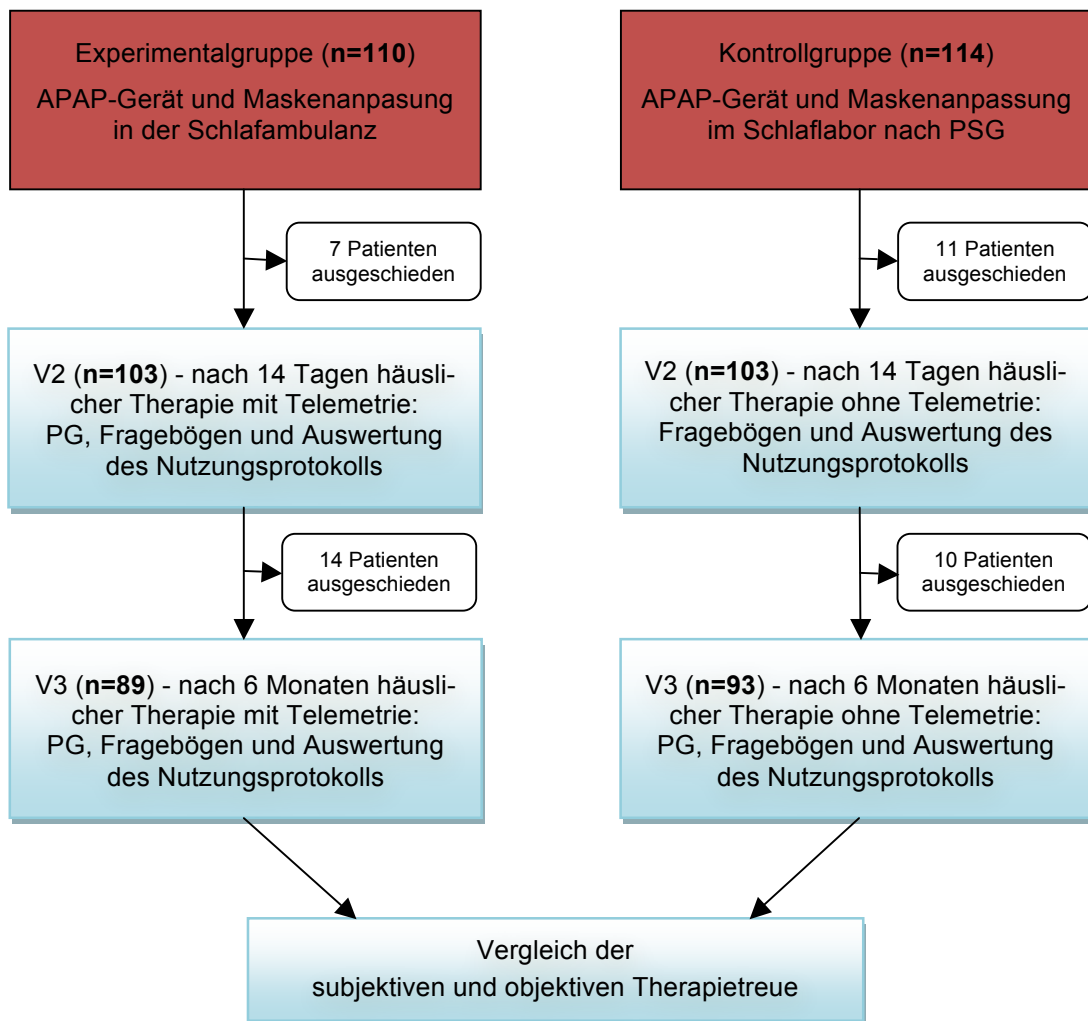 Experimentalgruppe (n=110)
APAP-Gerät und Maskenanpasung
in der Schlafambulanz
Kontrollgruppe (n=114)
APAP-Gerät und Maskenanpassung
im Schlaflabor nach PSG
7 Patienten
ausgeschieden
11 Patienten
ausgeschieden
V2 (n=103) - nach 14 Tagen häusli-
cher Therapie mit Telemetrie:
PG, Fragebögen und Auswertung
des Nutzungsprotokolls
V2 (n=103) - nach 14 Tagen häusli-
cher Therapie ohne Telemetrie:
Fragebögen und Auswertung des
Nutzungsprotokolls
14 Patienten
ausgeschieden
10 Patienten
ausgeschieden
V3 (n=89) - nach 6 Monaten häusli-
cher Therapie mit Telemetrie:
PG, Fragebögen und Auswertung
des Nutzungsprotokolls
V3 (n=93) - nach 6 Monaten häusli-
cher Therapie ohne Telemetrie:
PG, Fragebögen und Auswertung
des Nutzungsprotokolls
Vergleich der
subjektiven und objektiven Therapietreue